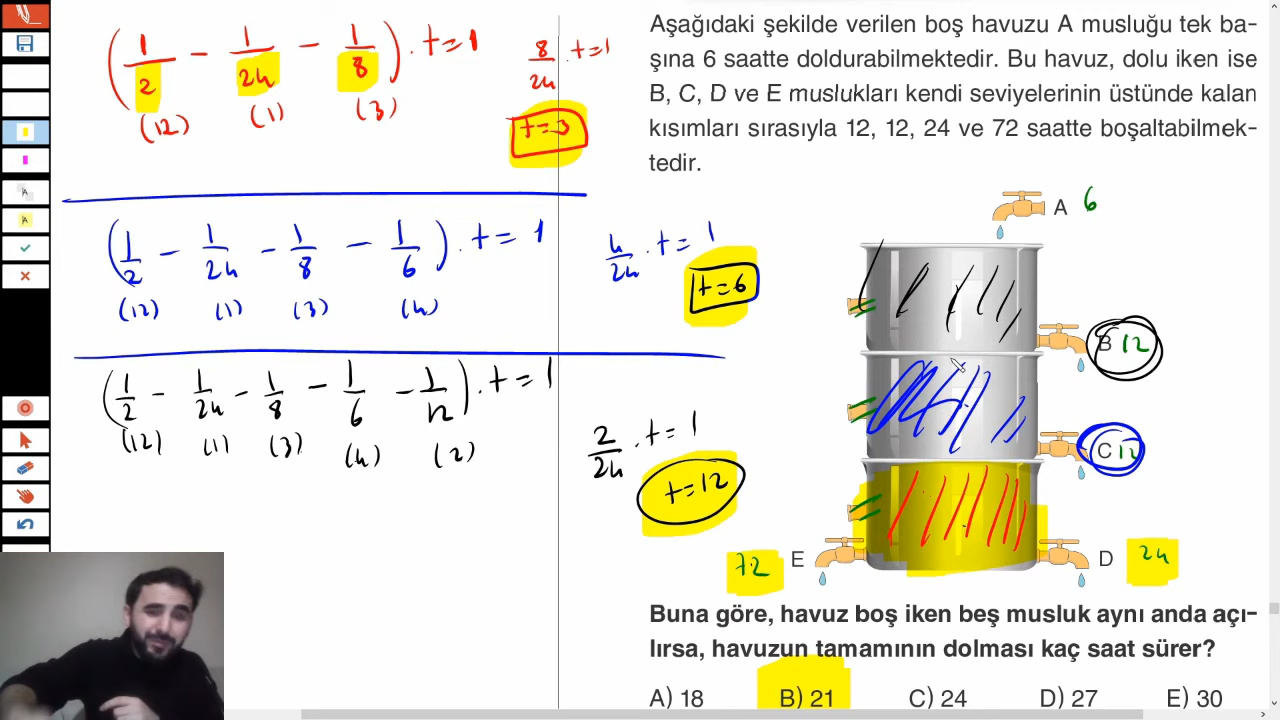 (1/2 - 1/24 - 1/8) . t = 1
(12) (1) (3)
8/24 . t = 1
t = 3
(1/2 - 1/24 - 1/8 - 1/6) . t = 1
(12) (1) (3) (4)
4/24 . t = 1
t = 6
(1/2 - 1/24 - 1/8 - 1/6 - 1/12) . t = 1
(12) (1) (3) (4) (2)
2/24 . t = 1
t = 12
Aşağıdaki şekilde verilen boş havuzu A musluğu tek ba-
şına 6 saatte doldurabilmektedir. Bu havuz, dolu iken ise
B, C, D ve E muslukları kendi seviyelerinin üstünde kalan
kısımları sırasıyla 12, 12, 24 ve 72 saatte boşaltabilmek-
tedir.
A 6
B 12
C 12
72 E
D 24
Buna göre, havuz boş iken beş musluk aynı anda açı-
lırsa, havuzun tamamının dolması kaç saat sürer?
A) 18 B) 21 C) 24 D) 27 E) 30